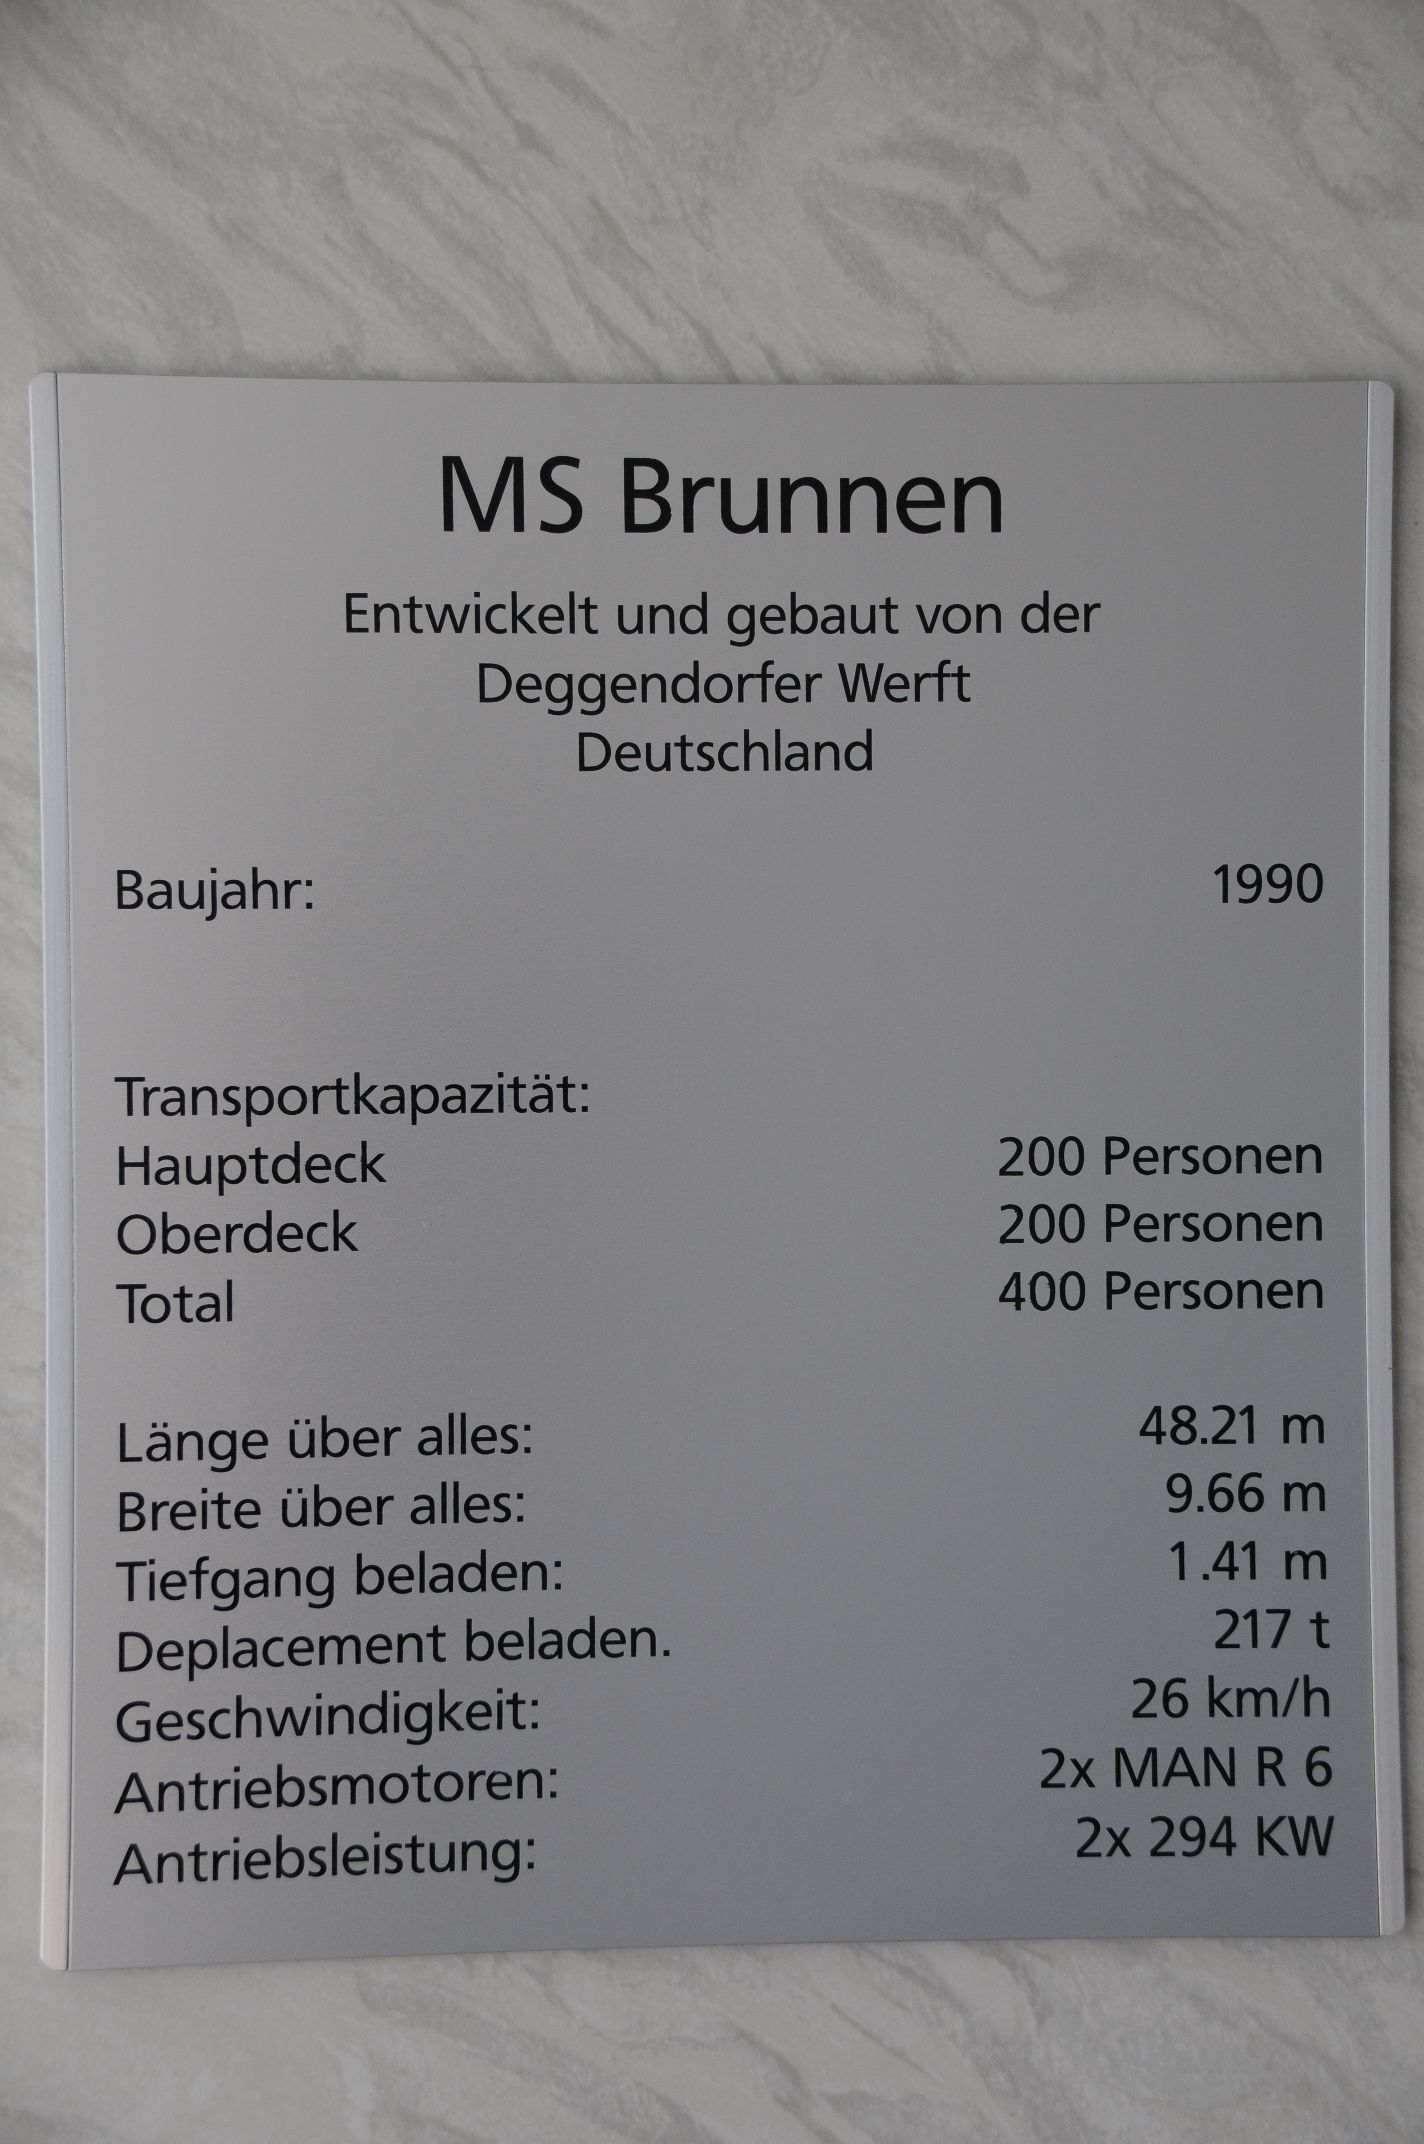 MS Brunnen
Entwickelt und gebaut von der
Deggendorfer Werft
Deutschland
Baujahr: 1990
Transportkapazität:
Hauptdeck 200 Personen
Oberdeck 200 Personen
Total 400 Personen
Länge über alles: 48.21 m
Breite über alles: 9.66 m
Tiefgang beladen: 1.41 m
Deplacement beladen. 217 t
Geschwindigkeit: 26 km/h
Antriebsmotoren: 2x MAN R 6
Antriebsleistung: 2x 294 KW